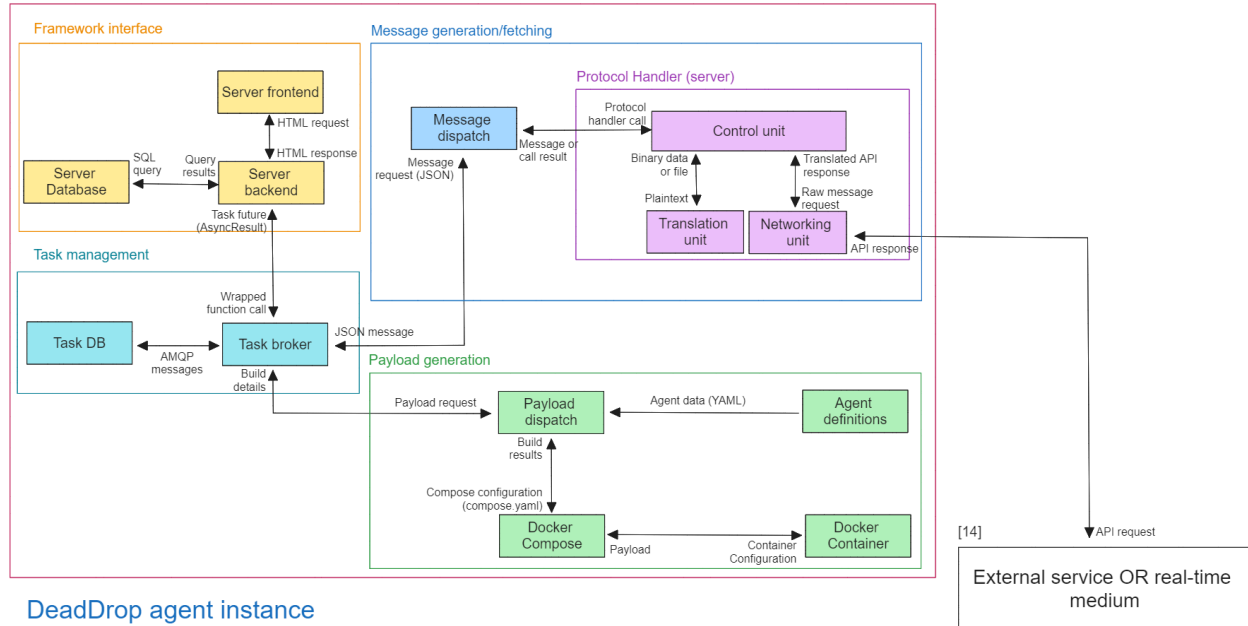 Framework interface
Server frontend
HTML request
HTML response
SQL
query
Query
results
Server
Database
Server
backend
Task future
(AsyncResult)
Task management
Wrapped
function call
Task DB
AMQP
messages
Task broker
JSON message
Build
details
Message generation/fetching
Protocol Handler (server)
Message
dispatch
Protocol
handler call
Message or
call result
Control unit
Message
request (JSON)
Binary data
or file
Translated API
response
Plaintext
Raw message
request
Translation
unit
Networking
unit
API response
Payload generation
Payload request
Payload
dispatch
Agent data (YAML)
Agent
definitions
Build
results
Compose configuration
(compose.yaml)
Docker
Compose
Payload
Container
Configuration
Docker
Container
[14]
API request
External service OR real-time
medium
DeadDrop agent instance